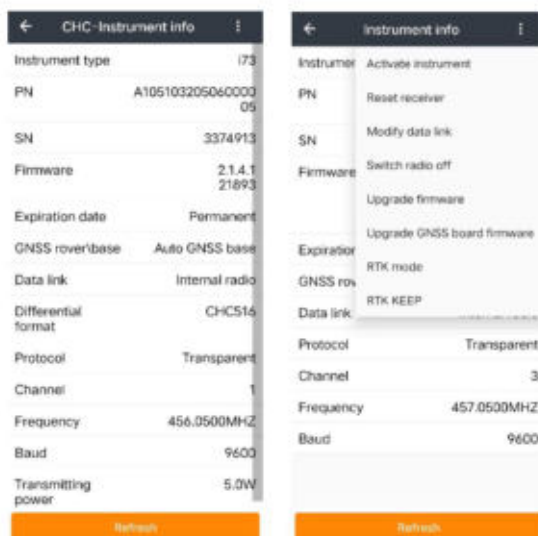 CHC-Instrument info
Instrument type i73
PN A105103205060000
05
SN 3374913
Firmware 2.1.4.1
21893
Expiration date Permanent
GNSS rover\base Auto GNSS base
Data link Internal radio
Differential
format CHC516
Protocol Transparent
Channel 1
Frequency 456.0500MHZ
Baud 9600
Transmitting
power 5.0W
Refresh
Instrument info
Instrumer
Activate instrument
PN
Reset receiver
Modify data link
SN
Switch radio off
Firmware
Upgrade firmware
Upgrade GNSS board firmware
Expiration
RTK mode
GNSS rov
RTK KEEP
Data link
Protocol Transparent
Channel 3
Frequency 457.0500MHZ
Baud 9600
Refresh